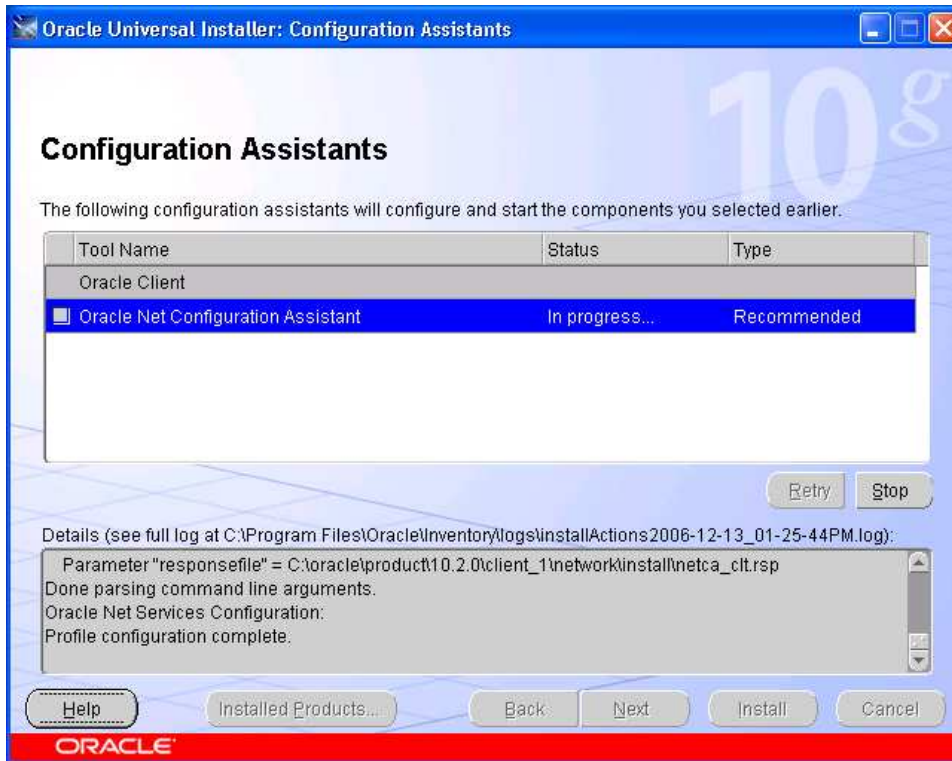 Oracle Universal Installer: Configuration Assistants
10g
Configuration Assistants
The following configuration assistants will configure and start the components you selected earlier.
Tool Name Status Type
Oracle Client
Oracle Net Configuration Assistant In progress... Recommended
Retry Stop
Details (see full log at C:\Program Files\Oracle\Inventory\logs\installActions2006-12-13_01-25-44PM.log):
Parameter "responsefile" = C:\oracle\product\10.2.0\client_1\network\install\netca_clt.rsp
Done parsing command line arguments.
Oracle Net Services Configuration:
Profile configuration complete.
Help Installed Products... Back Next Install Cancel
ORACLE